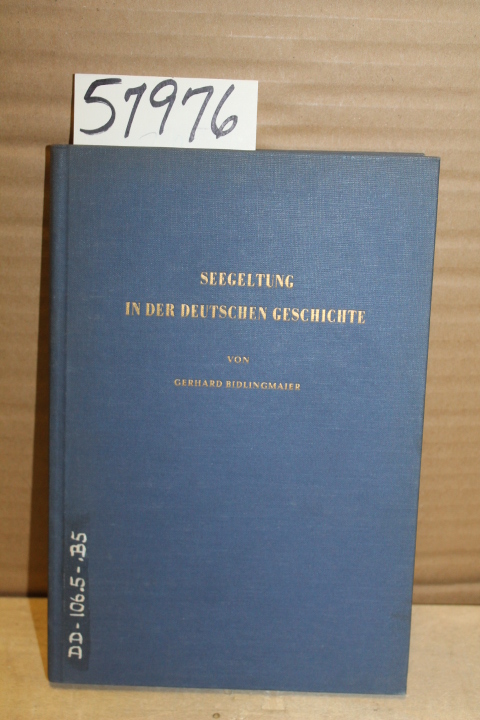 57976
SEEGELTUNG
IN DER DEUTSCHEN GESCHICHTE
VON
GERHARD BIDLINGMAIER
DD-106.5-.B5